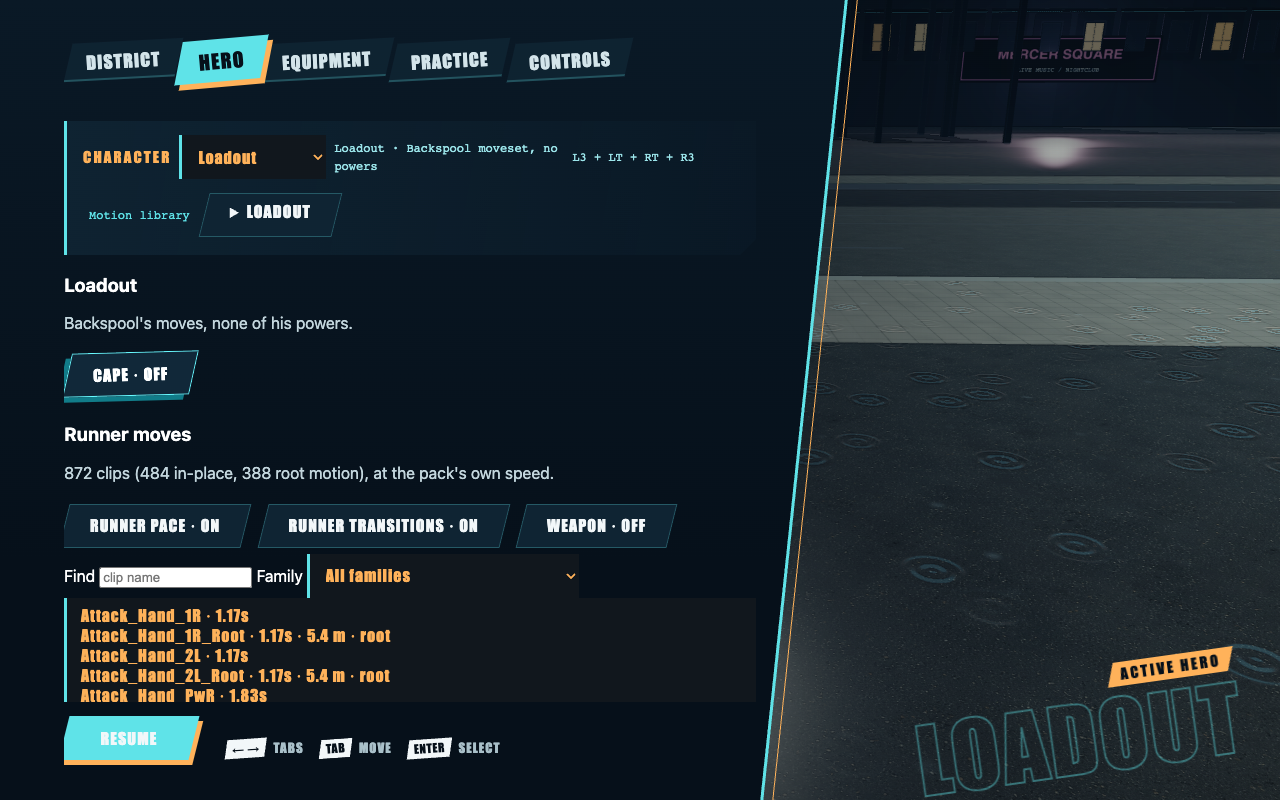 DISTRICT HERO EQUIPMENT PRACTICE CONTROLS
MERCER SQUARE
LIVE MUSIC / NIGHTCLUB
CHARACTER Loadout Loadout · Backspool moveset, no powers L3 + LT + RT + R3
Motion library ▶ LOADOUT
Loadout
Backspool's moves, none of his powers.
CAPE · OFF
Runner moves
872 clips (484 in-place, 388 root motion), at the pack's own speed.
RUNNER PACE · ON RUNNER TRANSITIONS · ON WEAPON · OFF
Find clip name Family All families
Attack_Hand_1R · 1.17s
Attack_Hand_1R_Root · 1.17s · 5.4 m · root
Attack_Hand_2L · 1.17s
Attack_Hand_2L_Root · 1.17s · 5.4 m · root
Attack_Hand_PwR · 1.83s
RESUME ←→ TABS TAB MOVE ENTER SELECT
ACTIVE HERO
LOADOUT